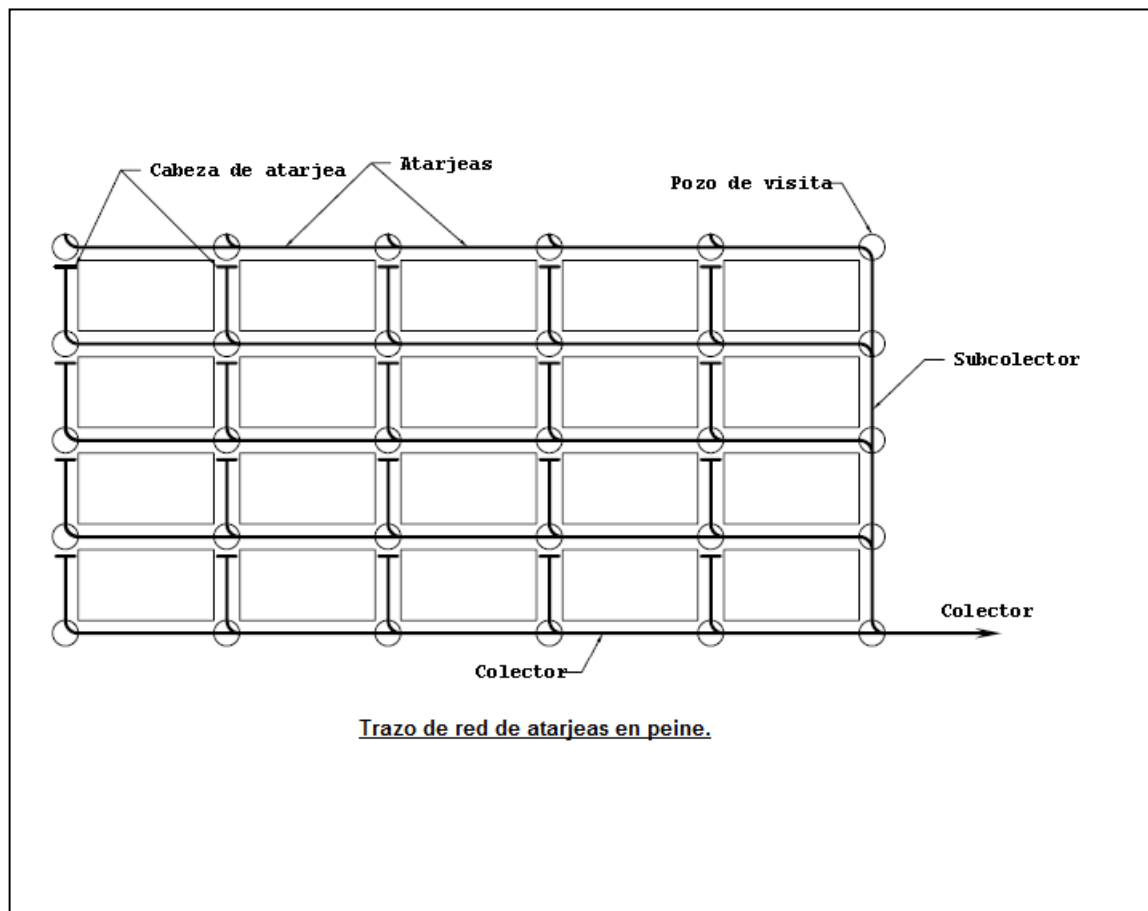 Cabeza de atarjea
Atarjeas
Pozo de visita
Subcolector
Colector
Colector
Trazo de red de atarjeas en peine.